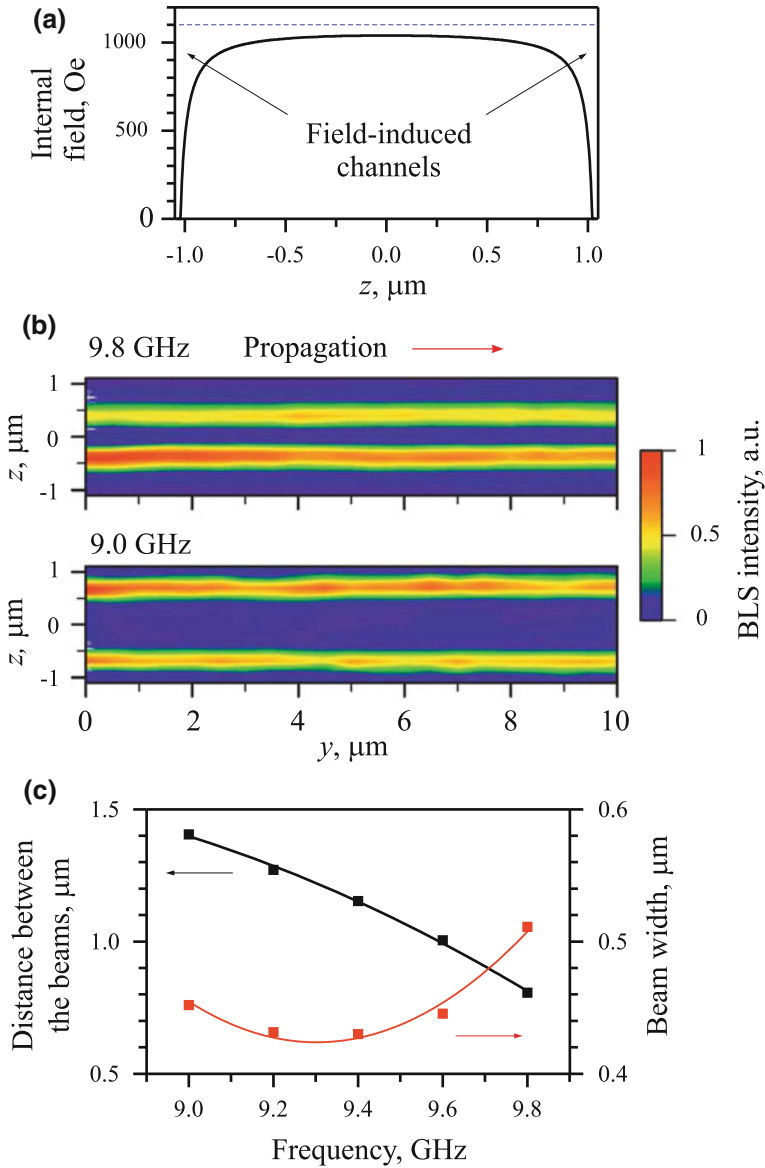 (a)
Internal
field, Oe
1000
500
0
Field-induced
channels
-1.0
-0.5
0.0
0.5
1.0
z, μm
(b)
9.8 GHz Propagation
z, μm
1
0
-1
9.0 GHz
z, μm
1
0
-1
0
2
4
6
8
10
y, μm
1
0.5
0
BLS intensity, a.u.
(c)
Distance between
the beams, μm
1.5
1.0
0.5
0.6
0.5
0.4
Beam width, μm
9.0
9.2
9.4
9.6
9.8
Frequency, GHz